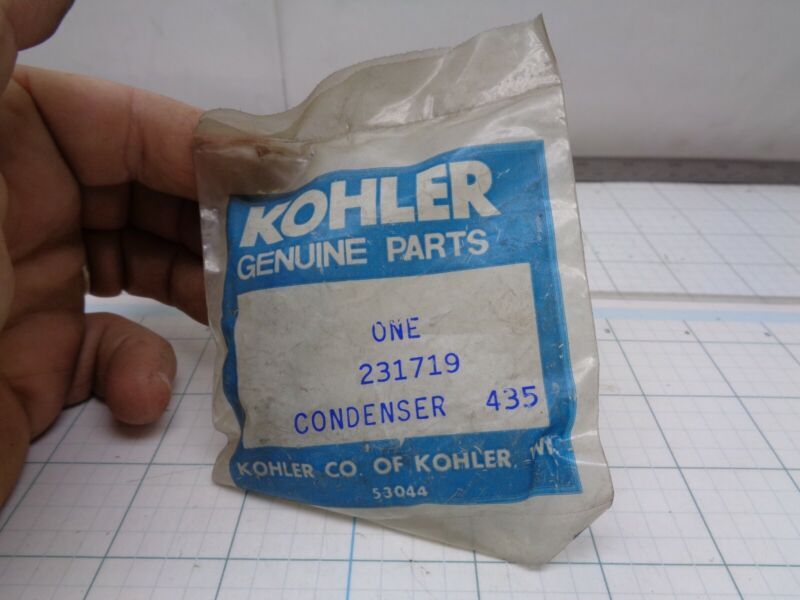 KOHLER
GENUINE PARTS
ONE
231719
CONDENSER 435
KOHLER CO. OF KOHLER, WI.
53044